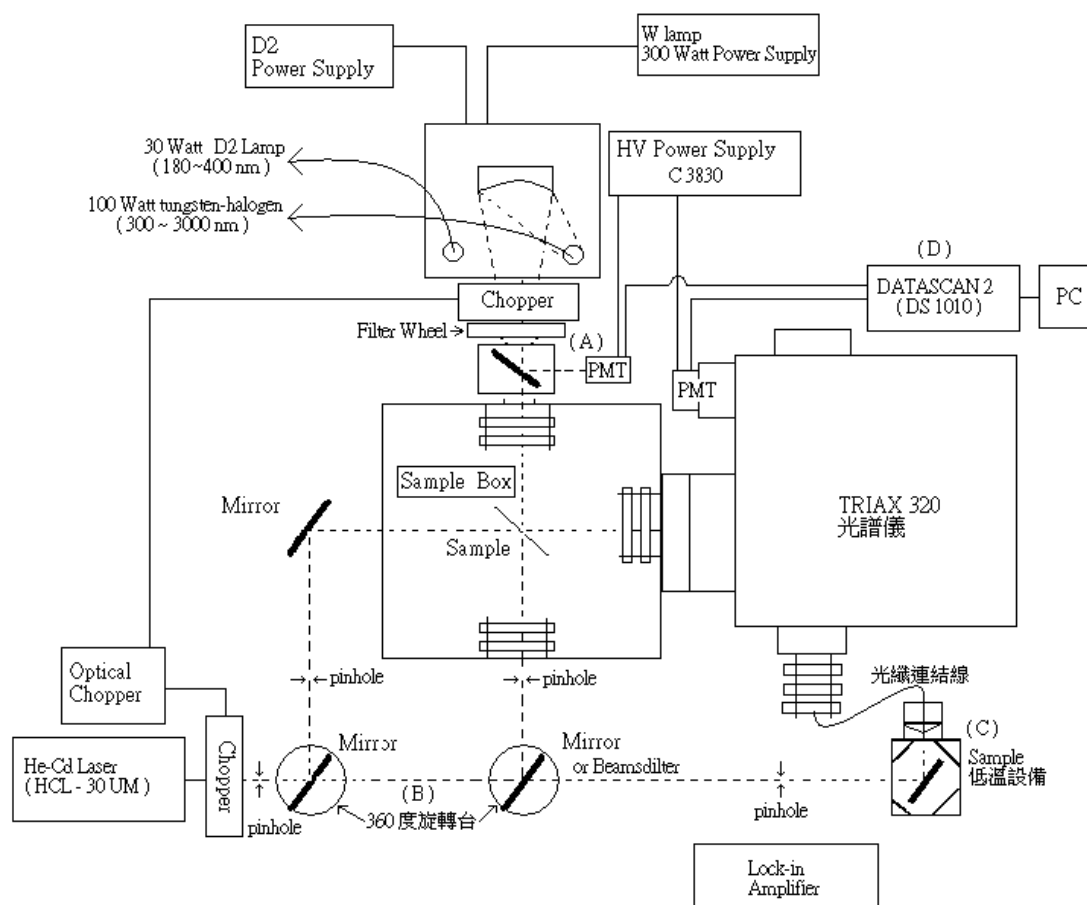 D2
Power Supply
W lamp
300 Watt Power Supply
30 Watt D2 Lamp
( 180~400 nm )
HV Power Supply
C 3830
100 Watt tungsten-halogen
( 300 ~ 3000 nm )
( D )
DATASCAN 2
( DS 1010 )
PC
Chopper
Filter Wheel
( A )
PMT
PMT
Sample Box
Mirror
Sample
TRIAX 320
光譜儀
Optical
Chopper
pinhole
pinhole
光纖連結線
Chopper
Mirror
Mirror
or Beamsdilter
( C )
Sample
低溫設備
He-Cd Laser
( HCL - 30 UM )
( B )
pinhole
360 度旋轉台
pinhole
Lock-in
Amplifier